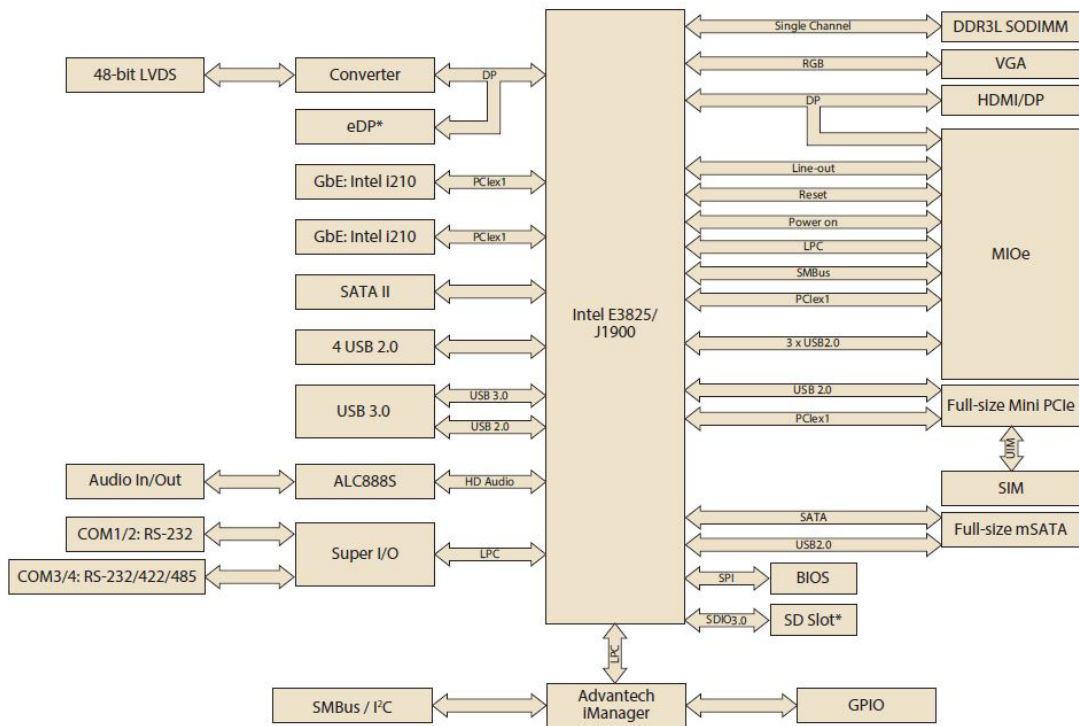 Single Channel
DDR3L SODIMM
48-bit LVDS
Converter
DP
RGB
VGA
DP
HDMI/DP
eDP*
GbE: Intel i210
PCIex1
Line-out
Reset
GbE: Intel i210
PCIex1
Power on
LPC
MIOe
SMBus
SATA II
PCIex1
Intel E3825/
J1900
4 USB 2.0
3 x USB2.0
USB 3.0
USB 3.0
USB 2.0
USB 2.0
Full-size Mini PCIe
PCIex1
UIM
Audio In/Out
ALC888S
HD Audio
SIM
SATA
Full-size mSATA
COM1/2: RS-232
Super I/O
LPC
USB2.0
COM3/4: RS-232/422/485
SPI
BIOS
SDIO3.0
SD Slot*
LPC
SMBus / I²C
Advantech
iManager
GPIO